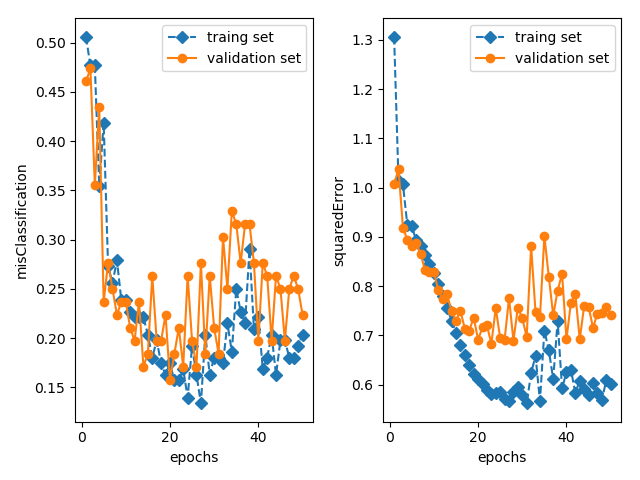 misClassification
0.50
0.45
0.40
0.35
0.30
0.25
0.20
0.15
0
20
40
epochs
traing set
validation set
squaredError
1.3
1.2
1.1
1.0
0.9
0.8
0.7
0.6
0
20
40
epochs
traing set
validation set